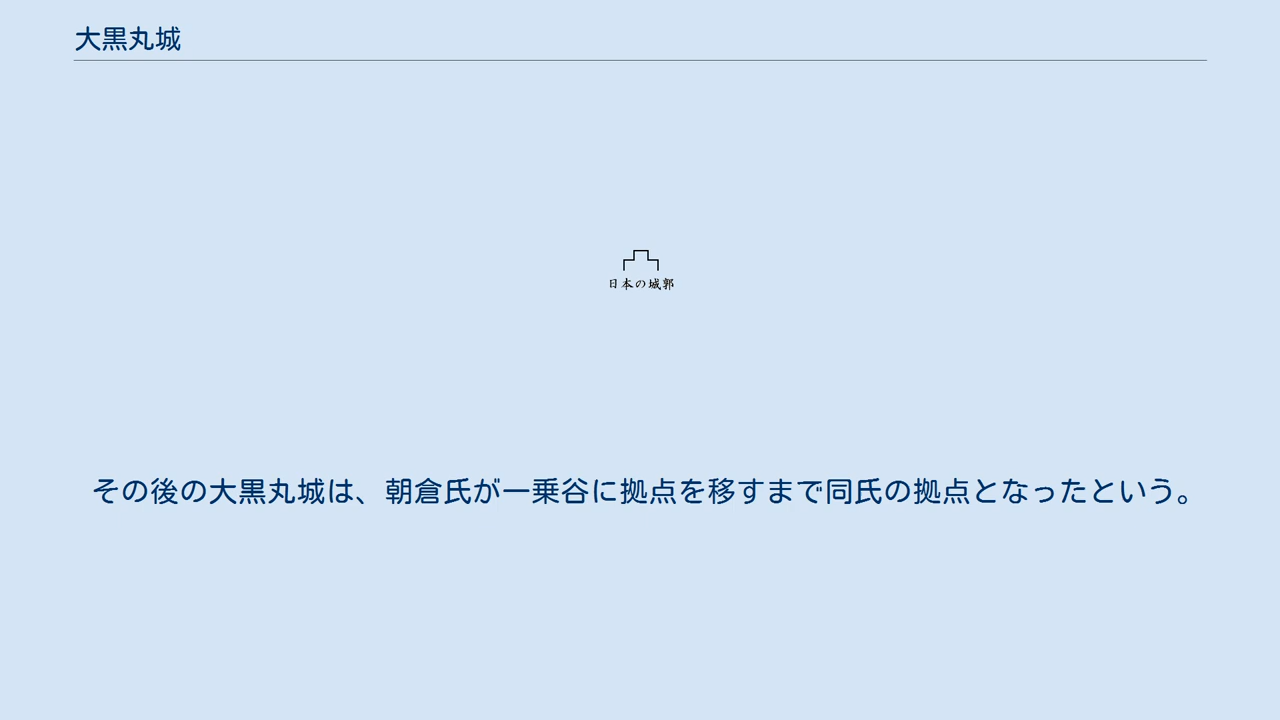 大黒丸城
日本の城郭
その後の大黒丸城は、朝倉氏が一乗谷に拠点を移すまで同氏の拠点となったという。